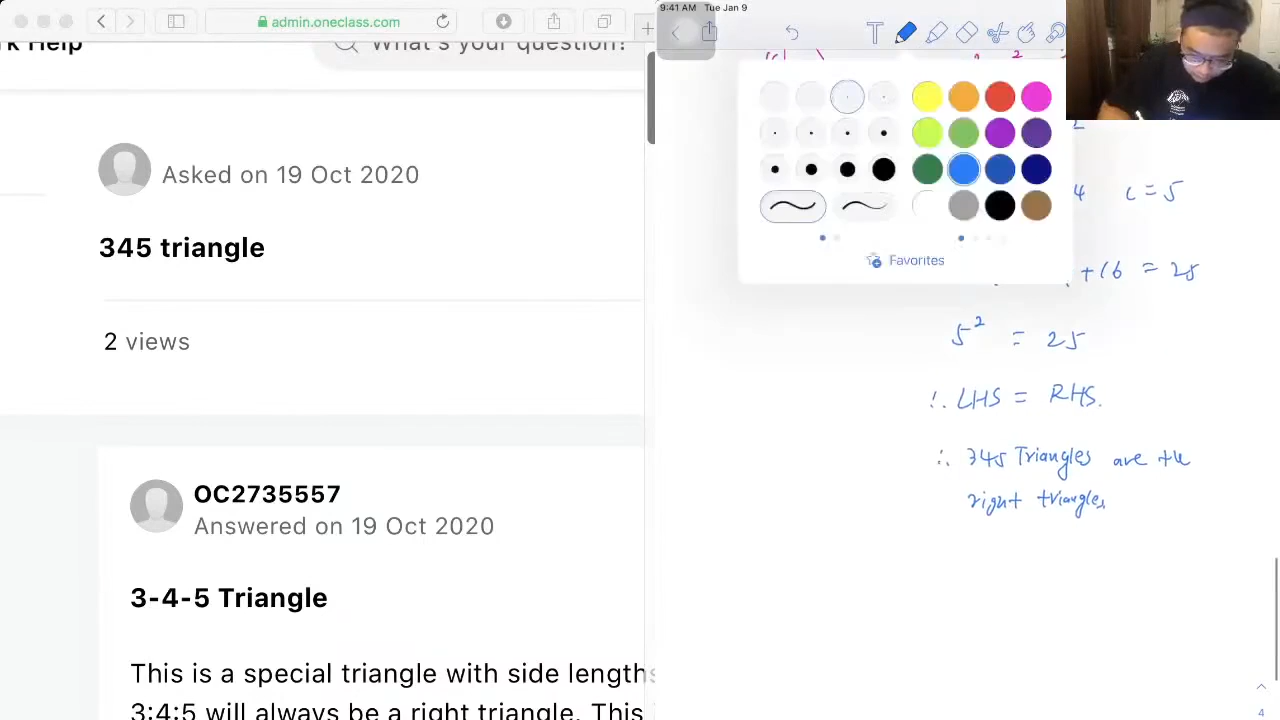 admin.oneclass.com
9:41 AM Tue Jan 9
Help
What's your question?
Asked on 19 Oct 2020
345 triangle
2 views
OC2735557
Answered on 19 Oct 2020
3-4-5 Triangle
This is a special triangle with side lengths
3:4:5 will always be a right triangle. This
T
Favorites
4 c = 5
+16 = 25
5² = 25
∴ LHS = RHS.
∴ 345 Triangles are the
right triangles
4